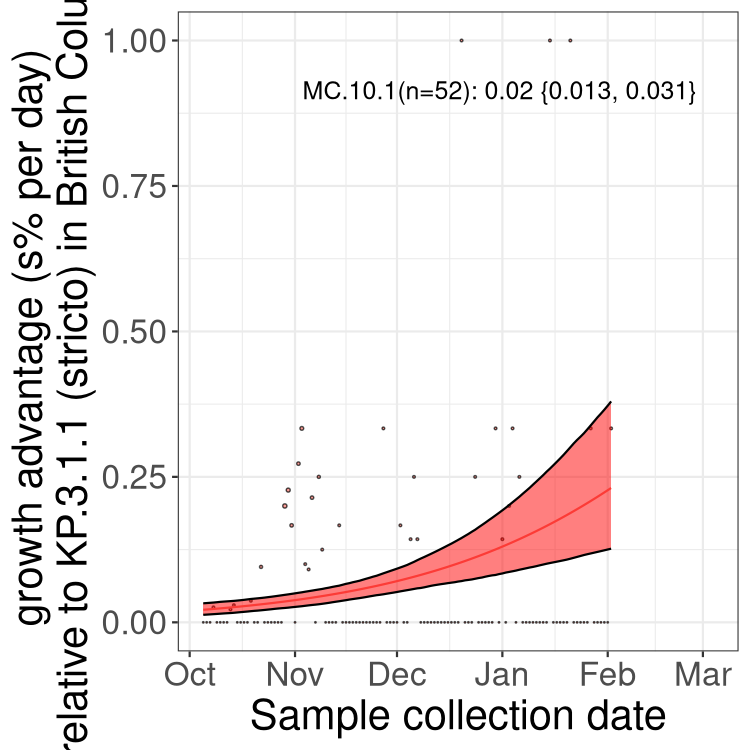 growth advantage (s% per day)
relative to KP.3.1.1 (stricto) in British Colu
1.00
0.75
0.50
0.25
0.00
MC.10.1(n=52): 0.02 {0.013, 0.031}
Oct Nov Dec Jan Feb Mar
Sample collection date